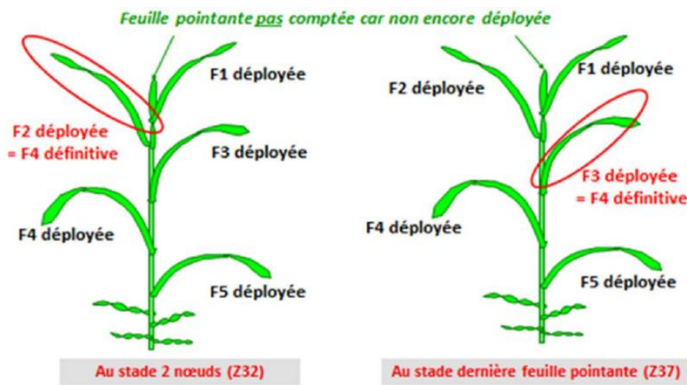 Feuille pointante pas comptée car non encore déployée
F1 déployée
F2 déployée
= F4 définitive
F3 déployée
F4 déployée
F5 déployée
Au stade 2 nœuds (Z32)
F1 déployée
F2 déployée
F3 déployée
= F4 définitive
F4 déployée
F5 déployée
Au stade dernière feuille pointante (Z37)